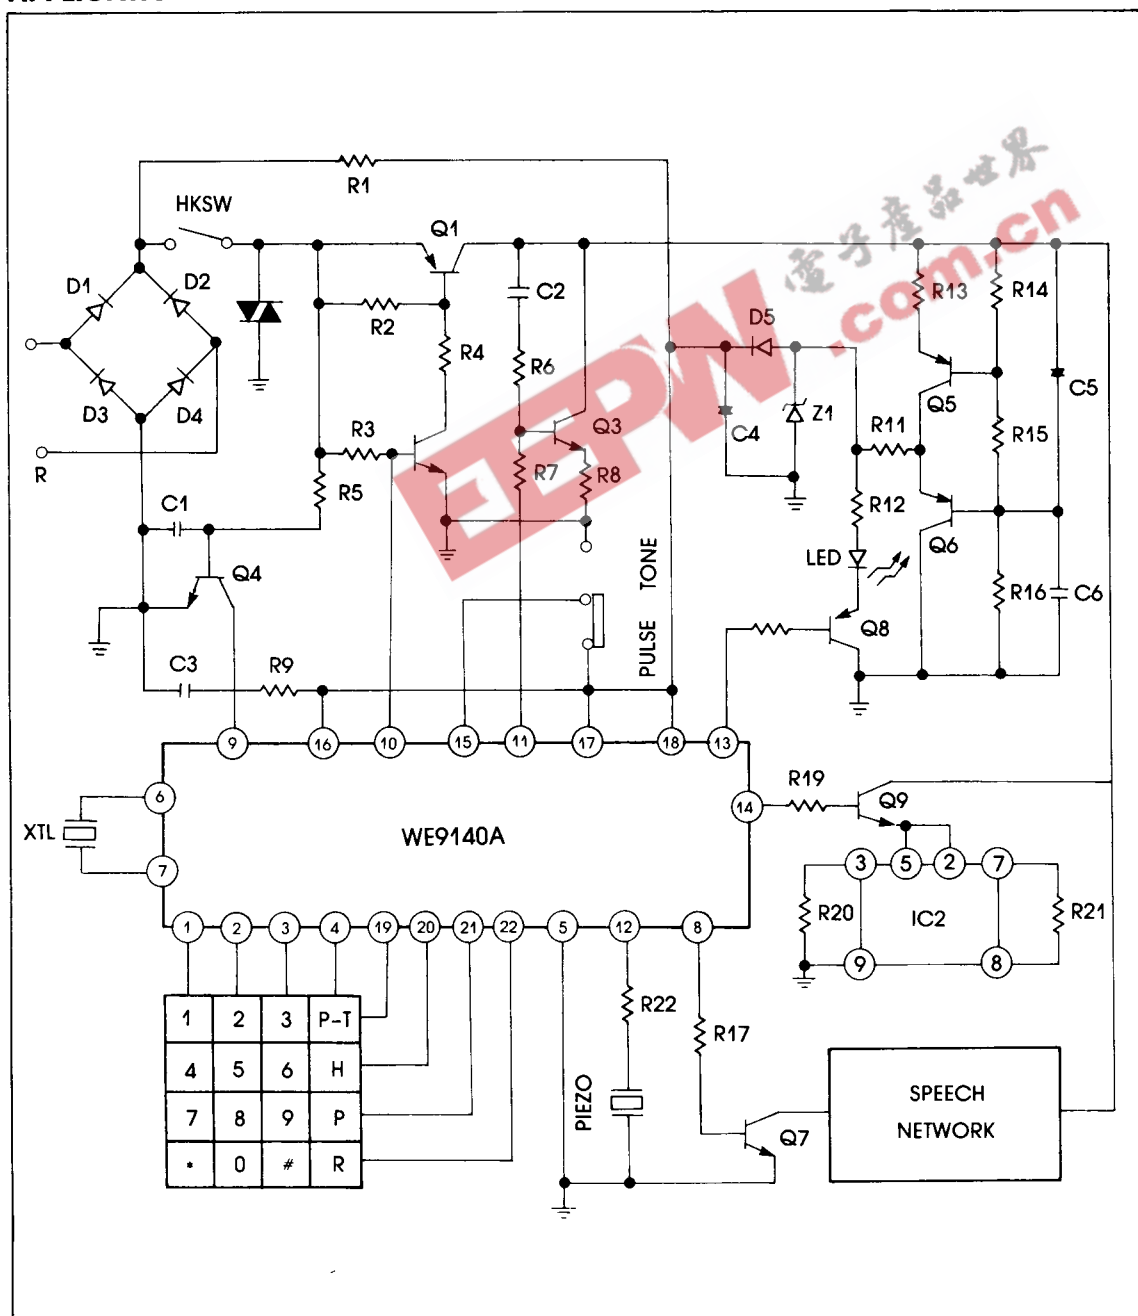 R1
HKSW
Q1
D1
D2
R2
C2
R4
R6
D5
R13
R14
D3
D4
R3
Q3
C4
Z1
R11
Q5
R15
C5
R
R5
R7
R8
C1
R12
Q6
Q4
LED
R16
C6
PULSE TONE
Q8
C3
R9
9
16
10
15
11
17
18
13
6
XTL
7
WE9140A
14
R19
Q9
3
5
2
7
R20
IC2
R21
9
8
1
2
3
4
19
20
21
22
5
12
8
1 2 3 P-T
4 5 6 H
7 8 9 P
* 0 # R
R22
R17
PIEZO
Q7
SPEECH
NETWORK
EEPW
.com.cn
電子產品世界